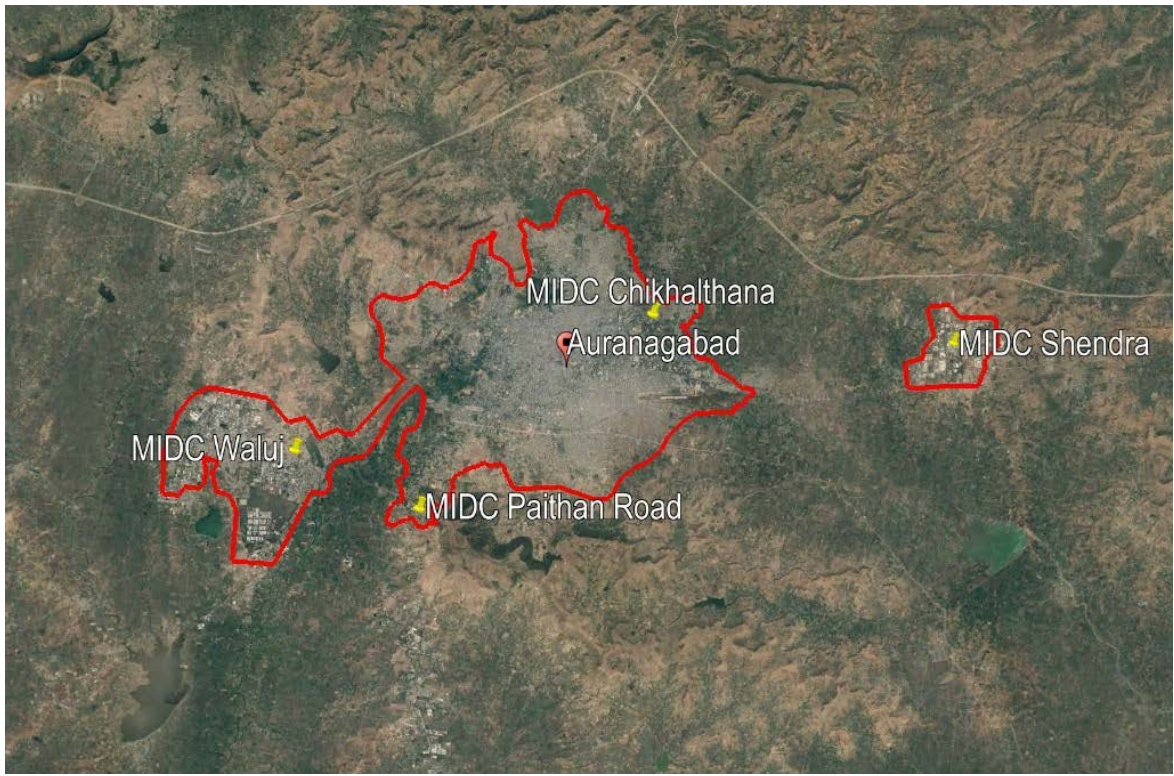 MIDC Chikhalthana
Auranagabad
MIDC Shendra
MIDC Waluj
MIDC Paithan Road